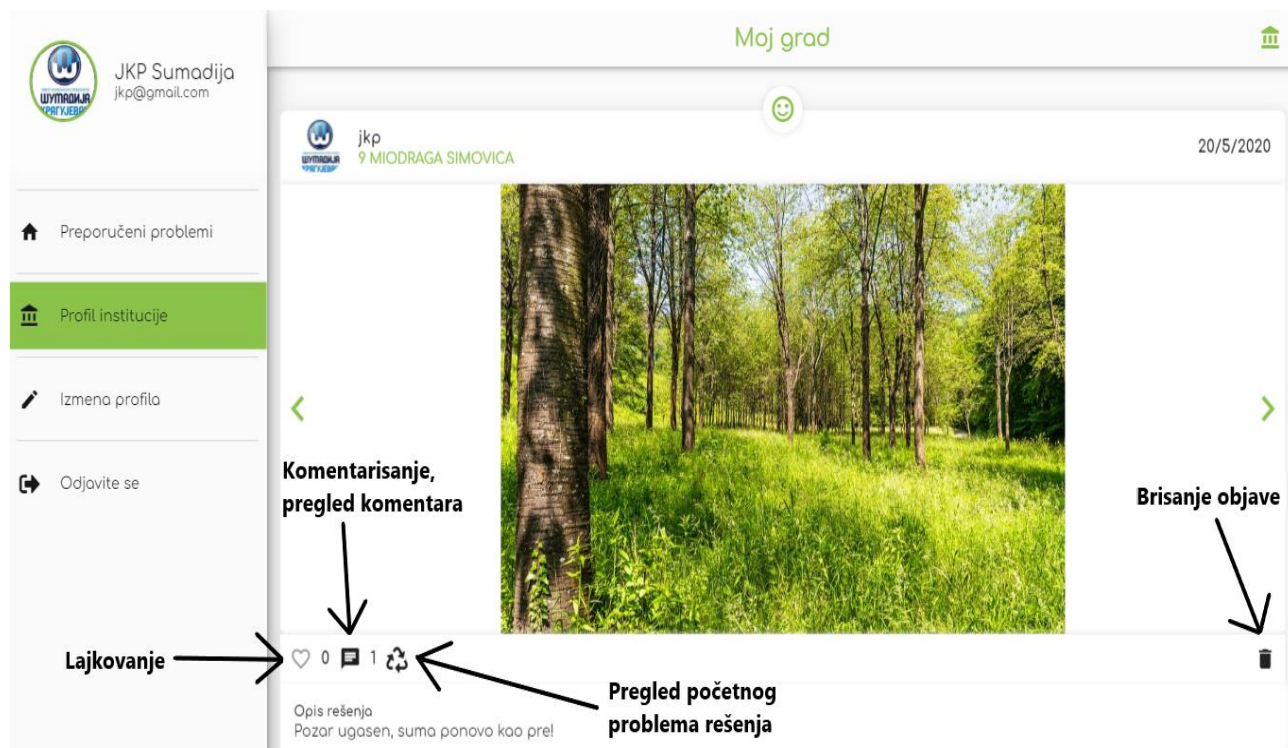 JKP Sumadija
jkp@gmail.com
Preporučeni problemi
Profil institucije
Izmena profila
Odjavite se
Moj grad
jkp
9 MIODRAGA SIMOVIĆA
20/5/2020
Komentarisanje,
pregled komentara
Brisanje objave
Lajkovanje
0 1
Pregled početnog
problema rešenja
Opis rešenja
Pozar ugasen, suma ponovo kao pre!
ШУМАДИЈА